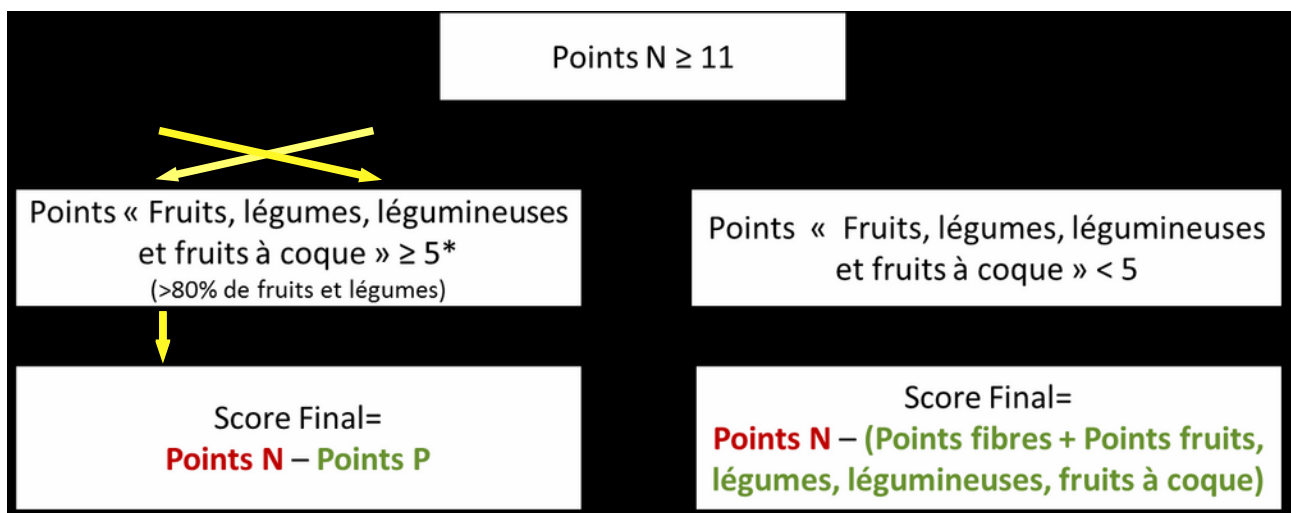 Points N ≥ 11
Points « Fruits, légumes, légumineuses
et fruits à coque » ≥ 5*
(>80% de fruits et légumes)
Points « Fruits, légumes, légumineuses
et fruits à coque » < 5
Score Final=
Points N – Points P
Score Final=
Points N – (Points fibres + Points fruits,
légumes, légumineuses, fruits à coque)